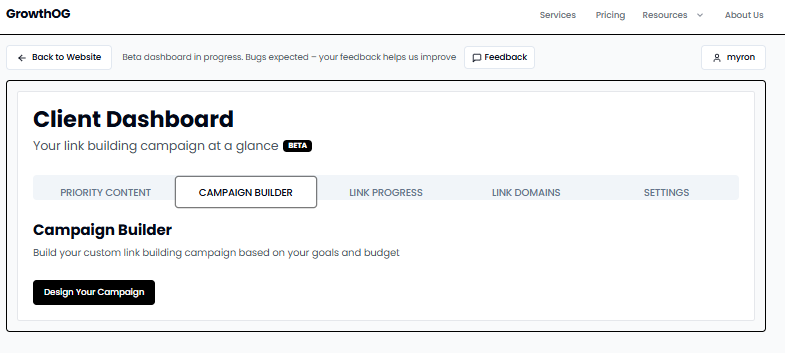 GrowthOG
Services Pricing Resources About Us
Back to Website
Beta dashboard in progress. Bugs expected – your feedback helps us improve
Feedback
myron
Client Dashboard
Your link building campaign at a glance BETA
PRIORITY CONTENT CAMPAIGN BUILDER LINK PROGRESS LINK DOMAINS SETTINGS
Campaign Builder
Build your custom link building campaign based on your goals and budget
Design Your Campaign